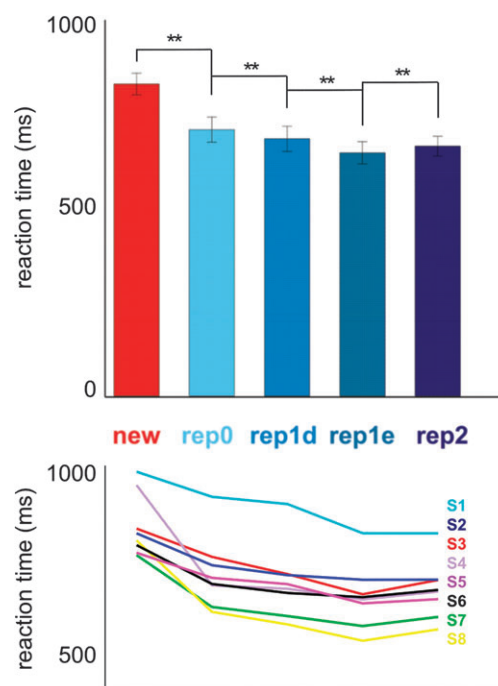 1000
**
**
**
**
reaction time (ms)
500
0
new rep0 rep1d rep1e rep2
1000
reaction time (ms)
500
S1
S2
S3
S4
S5
S6
S7
S8